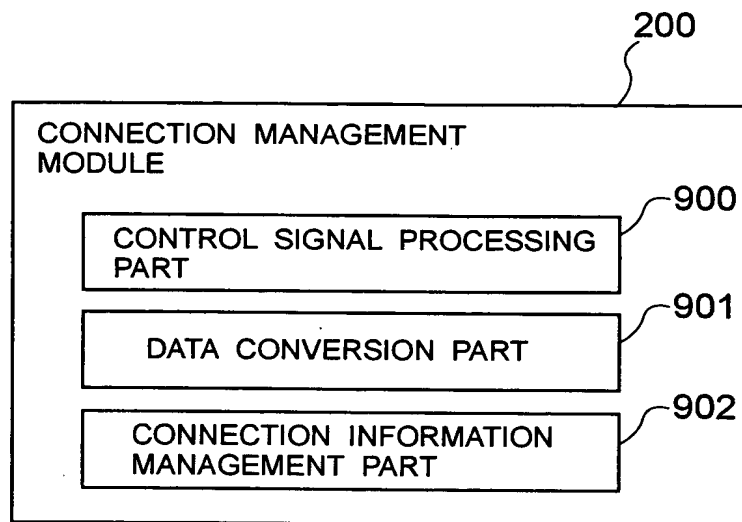 200
CONNECTION MANAGEMENT
MODULE
900
CONTROL SIGNAL PROCESSING
PART
901
DATA CONVERSION PART
902
CONNECTION INFORMATION
MANAGEMENT PART